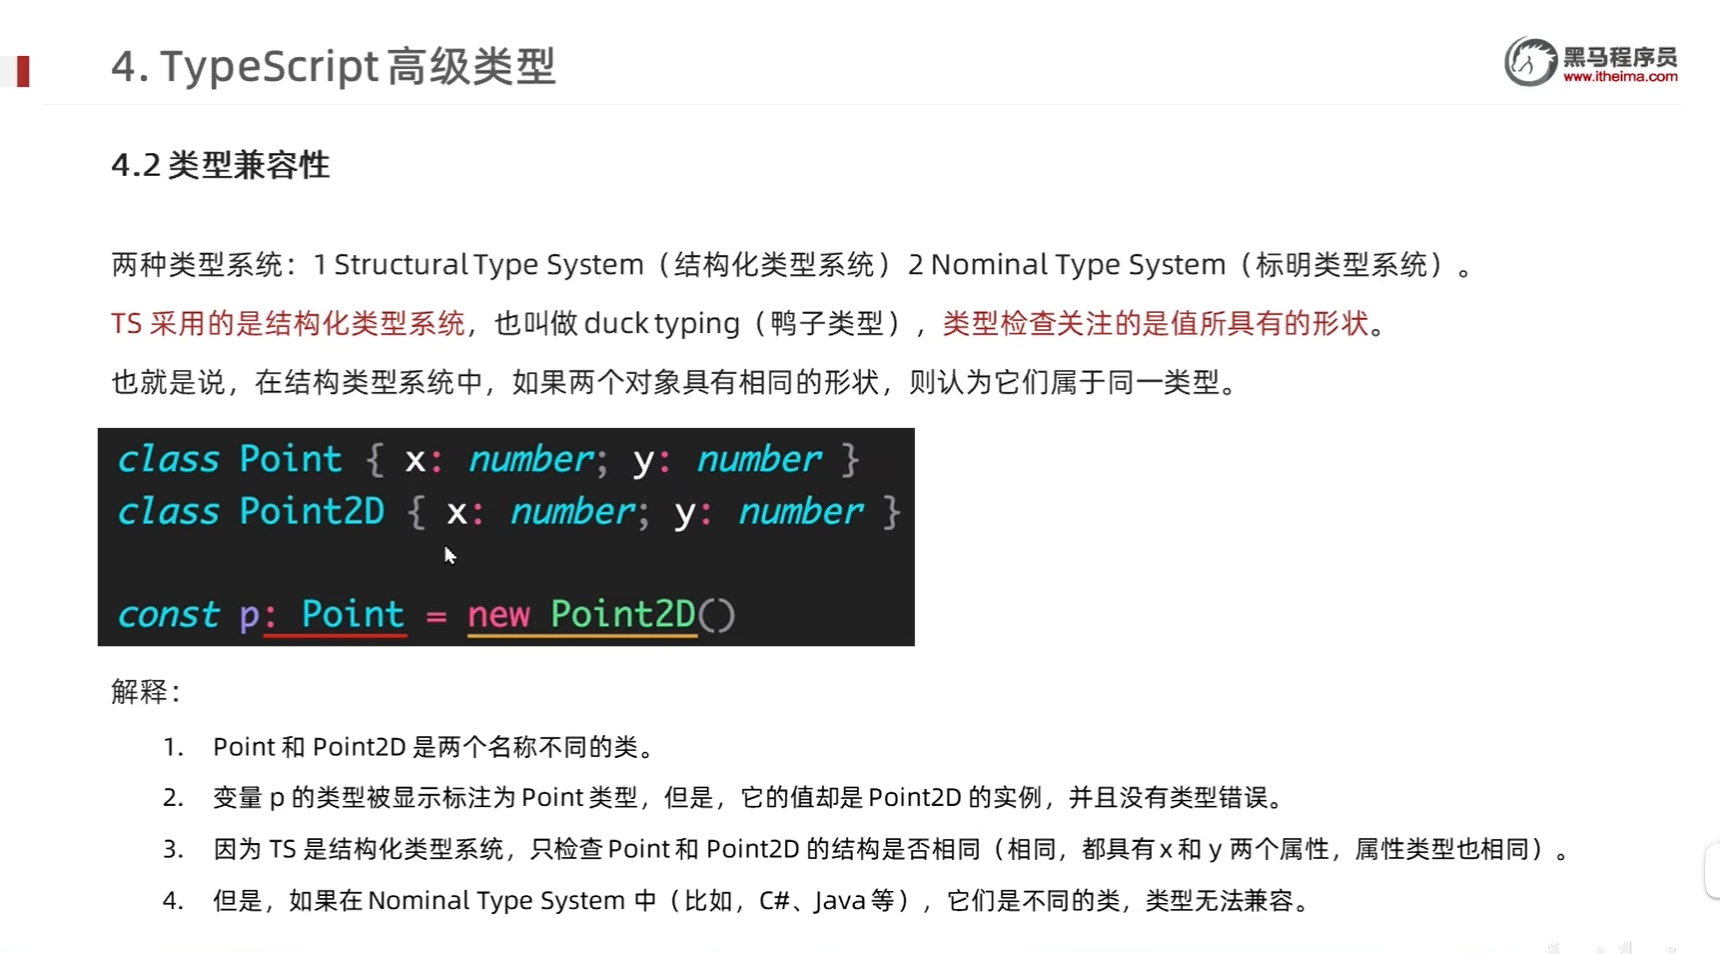 4. TypeScript高级类型
黑马程序员
www.itheima.com
4.2 类型兼容性
两种类型系统：1 Structural Type System（结构化类型系统）2 Nominal Type System（标明类型系统）。
TS 采用的是结构化类型系统，也叫做 duck typing（鸭子类型），类型检查关注的是值所具有的形状。
也就是说，在结构类型系统中，如果两个对象具有相同的形状，则认为它们属于同一类型。
class Point { x: number; y: number }
class Point2D { x: number; y: number }
const p: Point = new Point2D()
解释：
1. Point 和 Point2D 是两个名称不同的类。
2. 变量 p 的类型被显示标注为 Point 类型，但是，它的值却是 Point2D 的实例，并且没有类型错误。
3. 因为 TS 是结构化类型系统，只检查 Point 和 Point2D 的结构是否相同（相同，都具有 x 和 y 两个属性，属性类型也相同）。
4. 但是，如果在 Nominal Type System 中（比如，C#、Java 等），它们是不同的类，类型无法兼容。